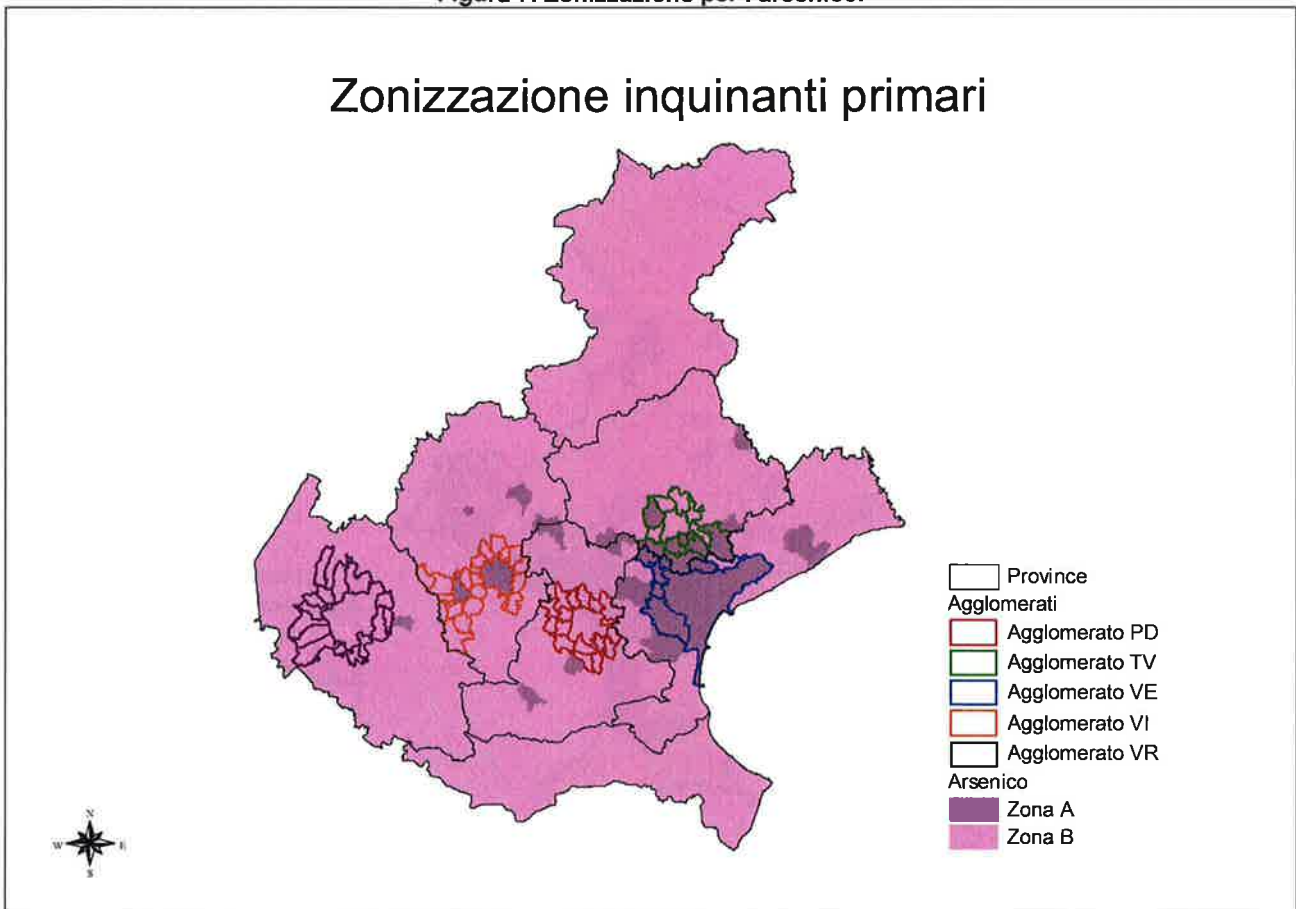 Zonizzazione inquinanti primari
Province
Agglomerati
Agglomerato PD
Agglomerato TV
Agglomerato VE
Agglomerato VI
Agglomerato VR
Arsenico
Zona A
Zona B
N
W E
S